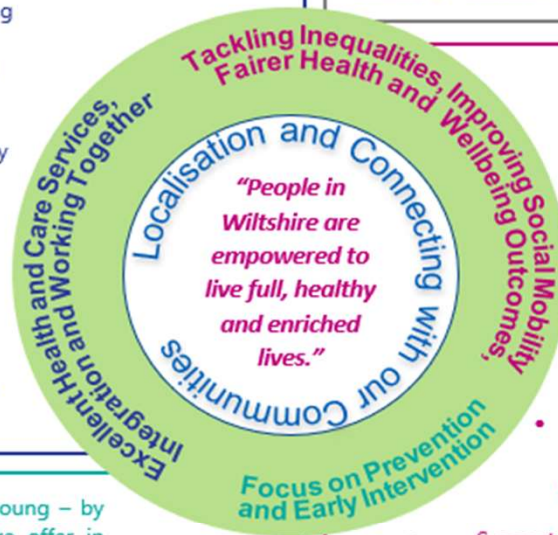 Tackling Inequalities, Improving Social Mobility
Fairer Health and Wellbeing Outcomes,
Excellent Health and Care Services,
Integration and Working Together
Localisation and Connecting with our Communities
“People in
Wiltshire are
empowered to
live full, healthy
and enriched
lives.”
Focus on Prevention
and Early Intervention
oung – by